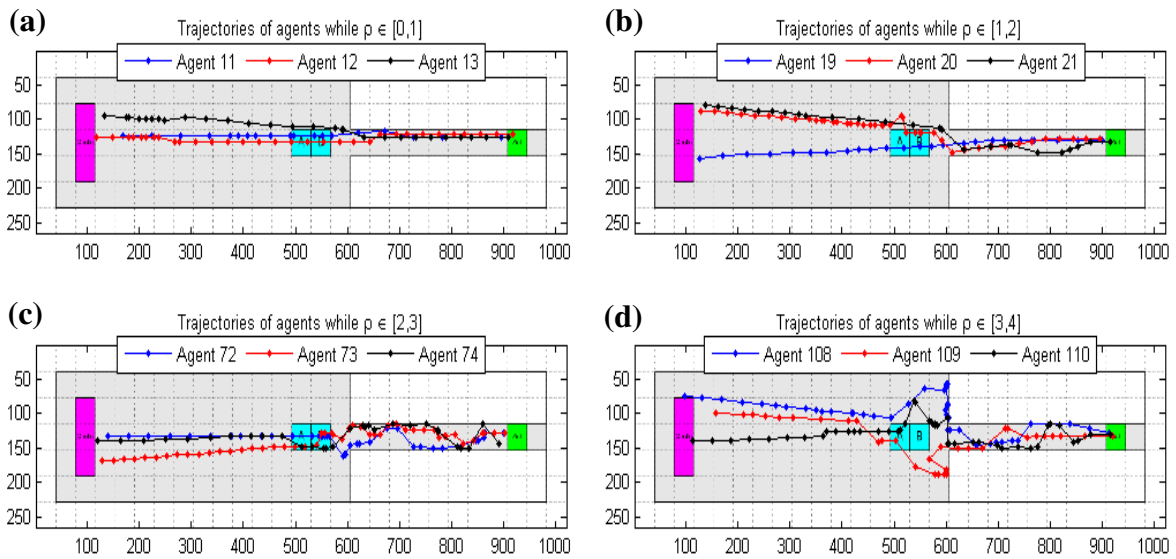 (a)
Trajectories of agents while ρ ∈ [0,1]
Agent 11 Agent 12 Agent 13
50
100
150
200
250
A
100 200 300 400 500 600 700 800 900 1000
(b)
Trajectories of agents while ρ ∈ [1,2]
Agent 19 Agent 20 Agent 21
50
100
150
200
250
A B
100 200 300 400 500 600 700 800 900 1000
(c)
Trajectories of agents while ρ ∈ [2,3]
Agent 72 Agent 73 Agent 74
50
100
150
200
250
A
100 200 300 400 500 600 700 800 900 1000
(d)
Trajectories of agents while ρ ∈ [3,4]
Agent 108 Agent 109 Agent 110
50
100
150
200
250
A B
100 200 300 400 500 600 700 800 900 1000